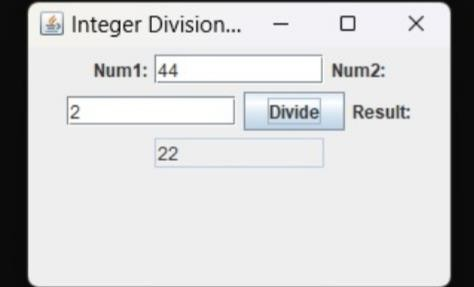 Integer Division...
Num1: 44 Num2:
2 Divide Result:
22